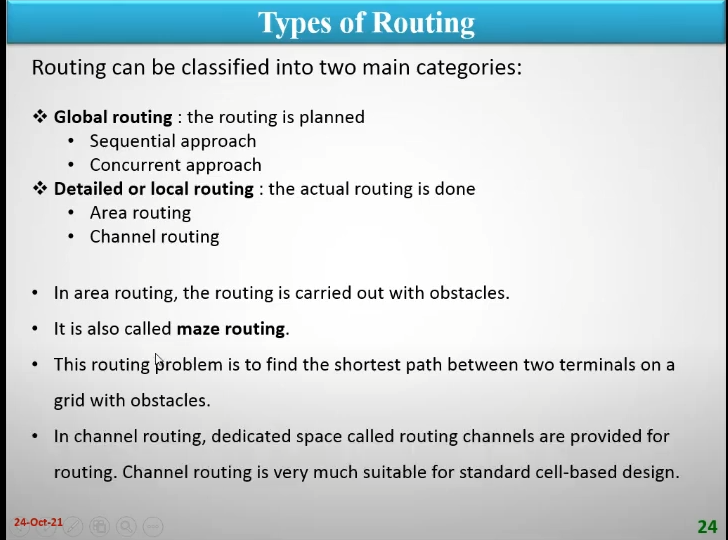 Types of Routing
Routing can be classified into two main categories:
❖ Global routing : the routing is planned
• Sequential approach
• Concurrent approach
❖ Detailed or local routing : the actual routing is done
• Area routing
• Channel routing
• In area routing, the routing is carried out with obstacles.
• It is also called maze routing.
• This routing problem is to find the shortest path between two terminals on a
grid with obstacles.
• In channel routing, dedicated space called routing channels are provided for
routing. Channel routing is very much suitable for standard cell-based design.
24-Oct-21
24